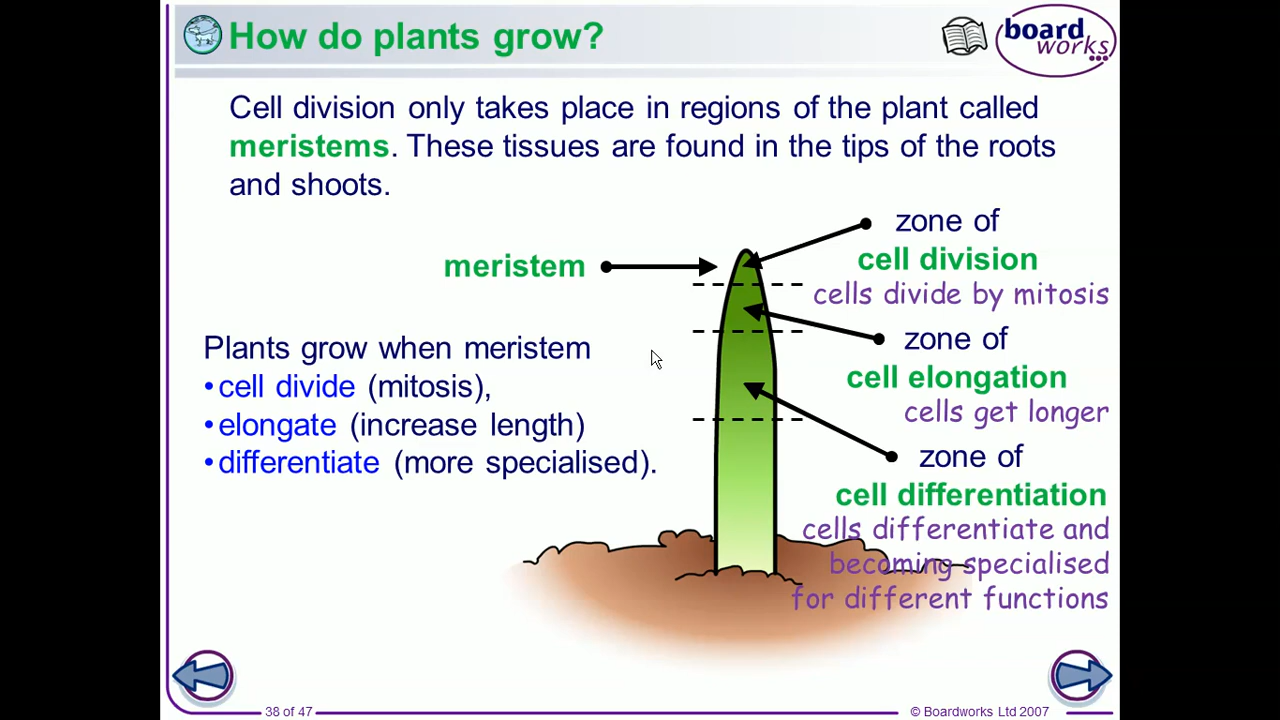 How do plants grow?
board
works
Cell division only takes place in regions of the plant called
meristems. These tissues are found in the tips of the roots
and shoots.
meristem
zone of
cell division
cells divide by mitosis
zone of
cell elongation
cells get longer
zone of
cell differentiation
cells differentiate and
becoming specialised
for different functions
Plants grow when meristem
•cell divide (mitosis),
•elongate (increase length)
•differentiate (more specialised).
38 of 47
© Boardworks Ltd 2007